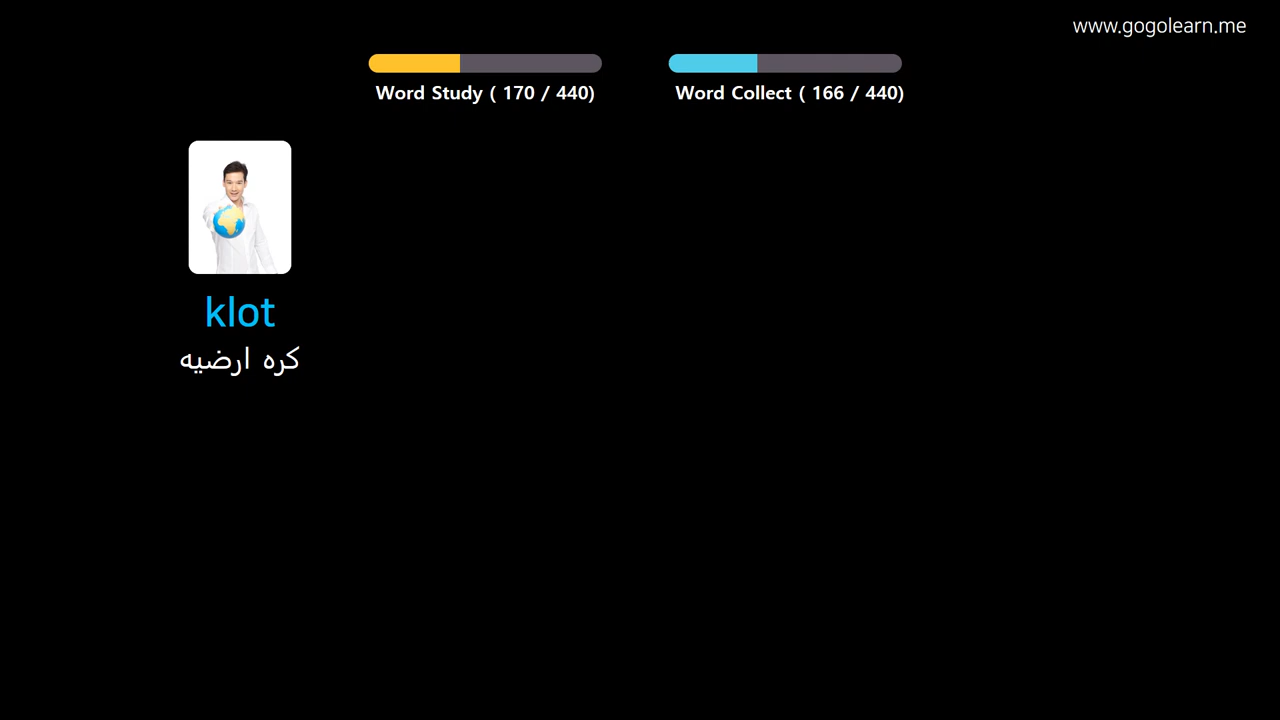 www.gogolearn.me
Word Study ( 170 / 440)
Word Collect ( 166 / 440)
klot
کره ارضیه